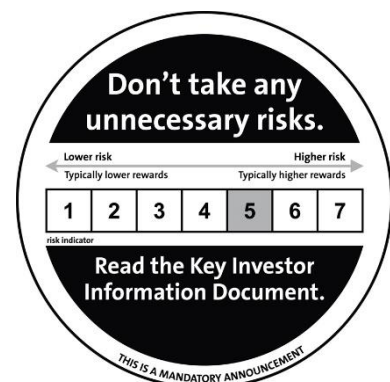 Don’t take any
unnecessary risks.
Lower risk Higher risk
Typically lower rewards Typically higher rewards
1 2 3 4 5 6 7
risk indicator
Read the Key Investor
Information Document.
THIS IS A MANDATORY ANNOUNCEMENT